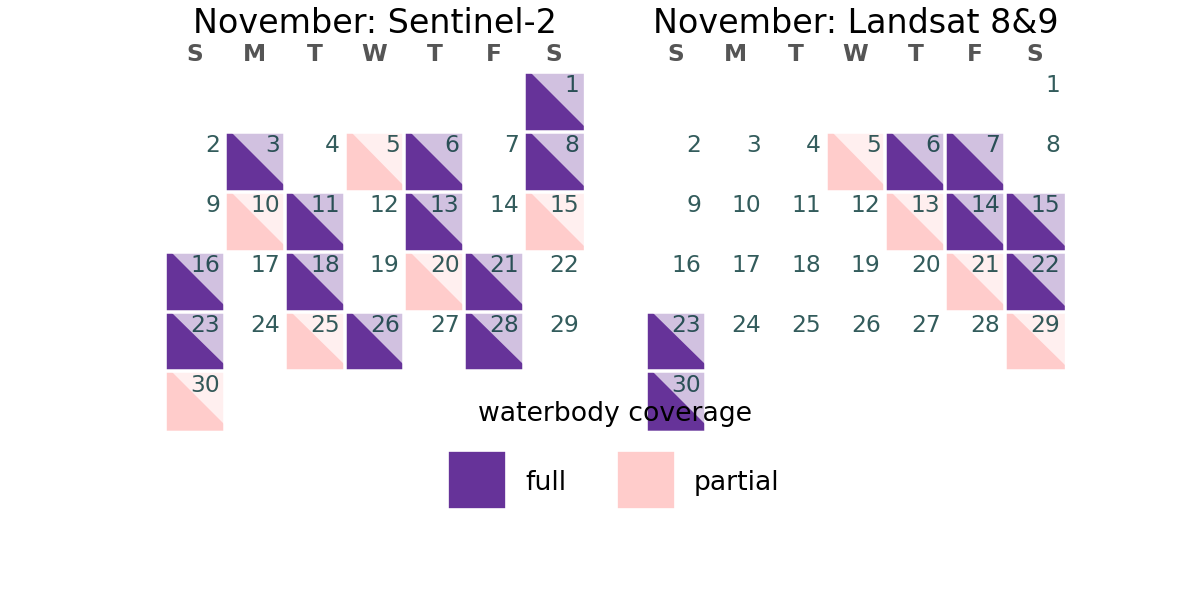 November: Sentinel-2
S M T W T F S
1
2 3 4 5 6 7 8
9 10 11 12 13 14 15
16 17 18 19 20 21 22
23 24 25 26 27 28 29
30
November: Landsat 8&9
S M T W T F S
1
2 3 4 5 6 7 8
9 10 11 12 13 14 15
16 17 18 19 20 21 22
23 24 25 26 27 28 29
30
waterbody coverage
full partial